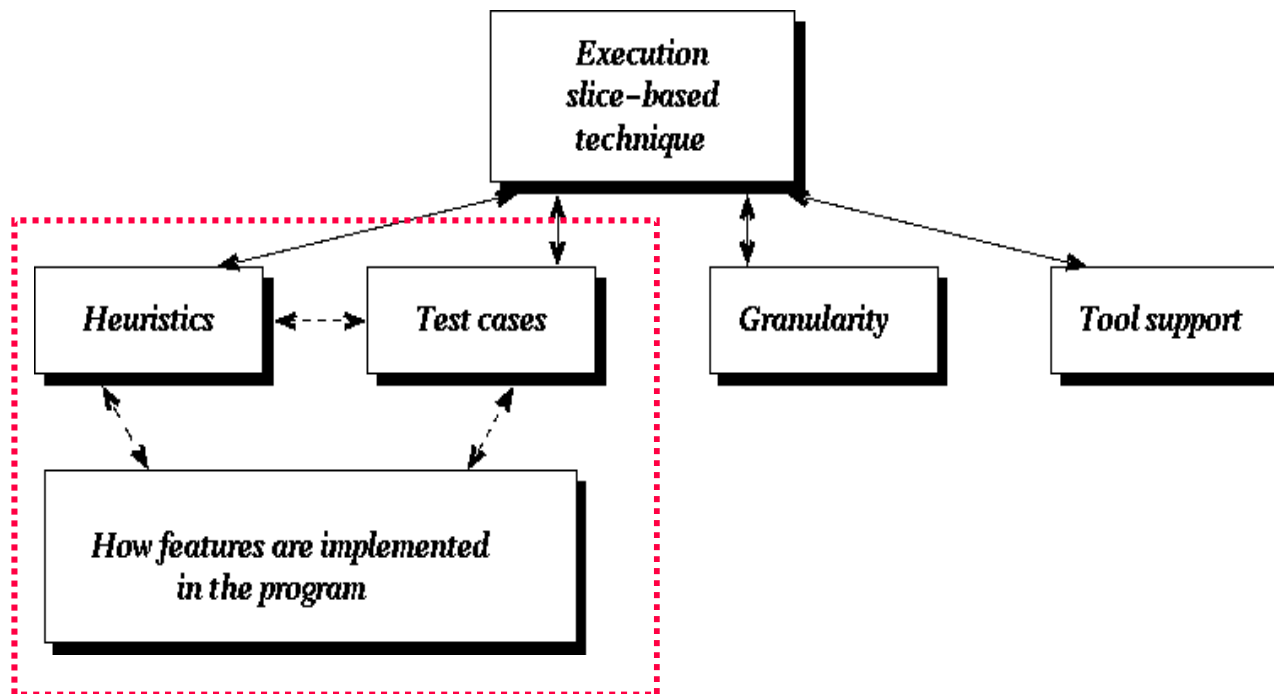 Execution
slice-based
technique
Heuristics
Test cases
Granularity
Tool support
How features are implemented
in the program